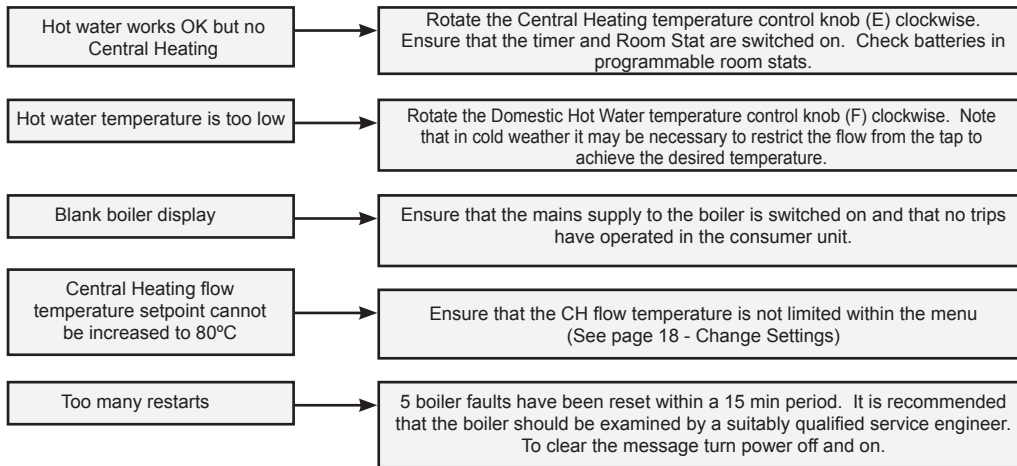 Hot water works OK but no
Central Heating
Rotate the Central Heating temperature control knob (E) clockwise.
Ensure that the timer and Room Stat are switched on.  Check batteries in
programmable room stats.
Hot water temperature is too low
Rotate the Domestic Hot Water temperature control knob (F) clockwise.  Note
that in cold weather it may be necessary to restrict the flow from the tap to
achieve the desired temperature.
Blank boiler display
Ensure that the mains supply to the boiler is switched on and that no trips
have operated in the consumer unit.
Central Heating flow
temperature setpoint cannot
be increased to 80ºC
Ensure that the CH flow temperature is not limited within the menu
(See page 18 - Change Settings)
Too many restarts
5 boiler faults have been reset within a 15 min period.  It is recommended
that the boiler should be examined by a suitably qualified service engineer.
To clear the message turn power off and on.